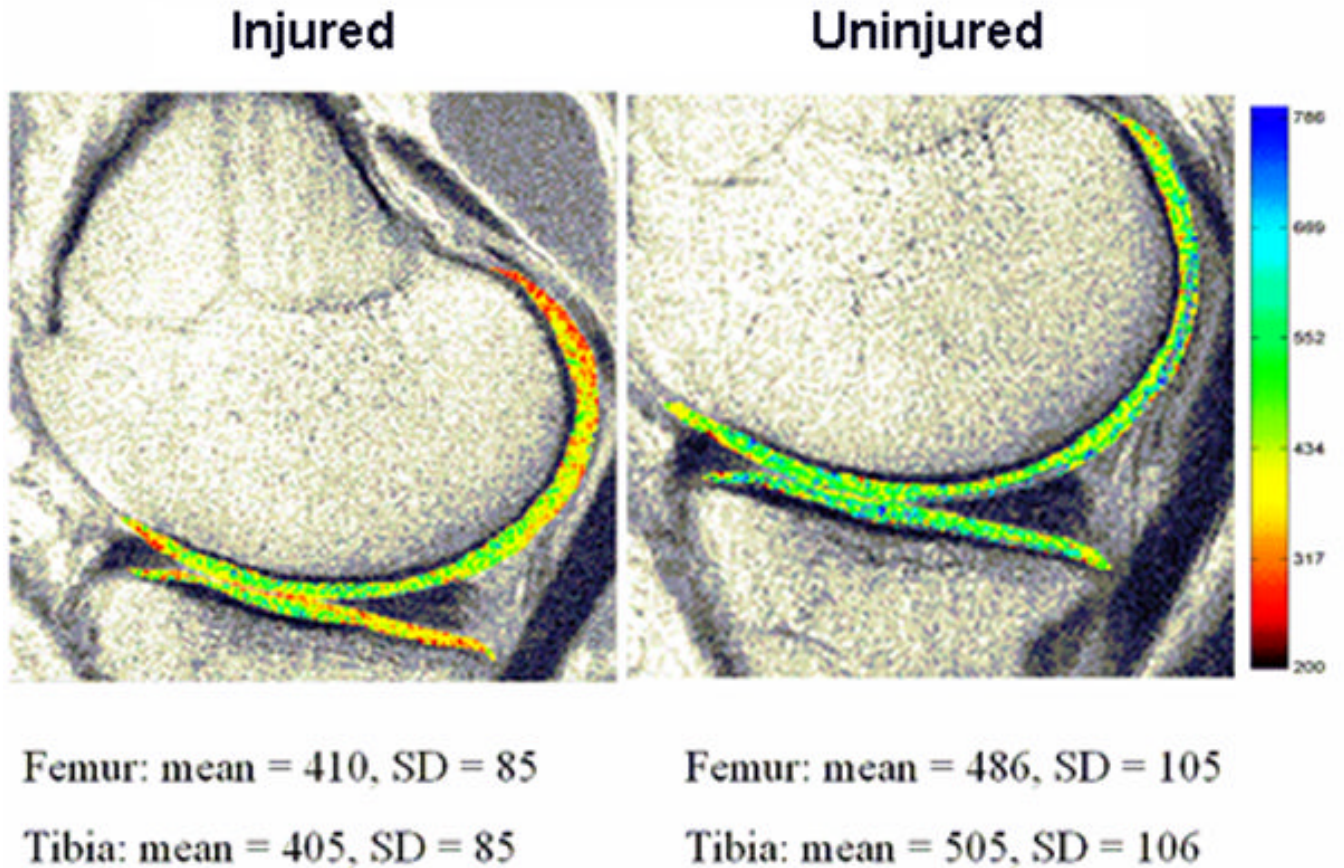 Injured
Uninjured
786
669
552
434
317
200
Femur: mean = 410, SD = 85
Femur: mean = 486, SD = 105
Tibia: mean = 405, SD = 85
Tibia: mean = 505, SD = 106